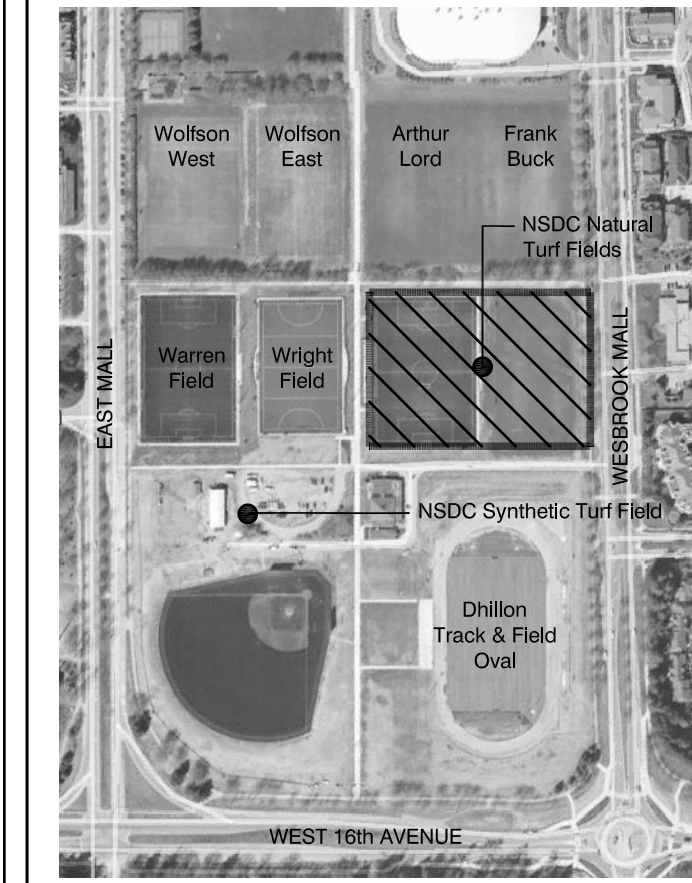 Wolfson
West
Wolfson
East
Arthur
Lord
Frank
Buck
NSDC Natural
Turf Fields
Warren
Field
Wright
Field
EAST MALL
WESBROOK MALL
NSDC Synthetic Turf Field
Dhillon
Track & Field
Oval
WEST 16th AVENUE